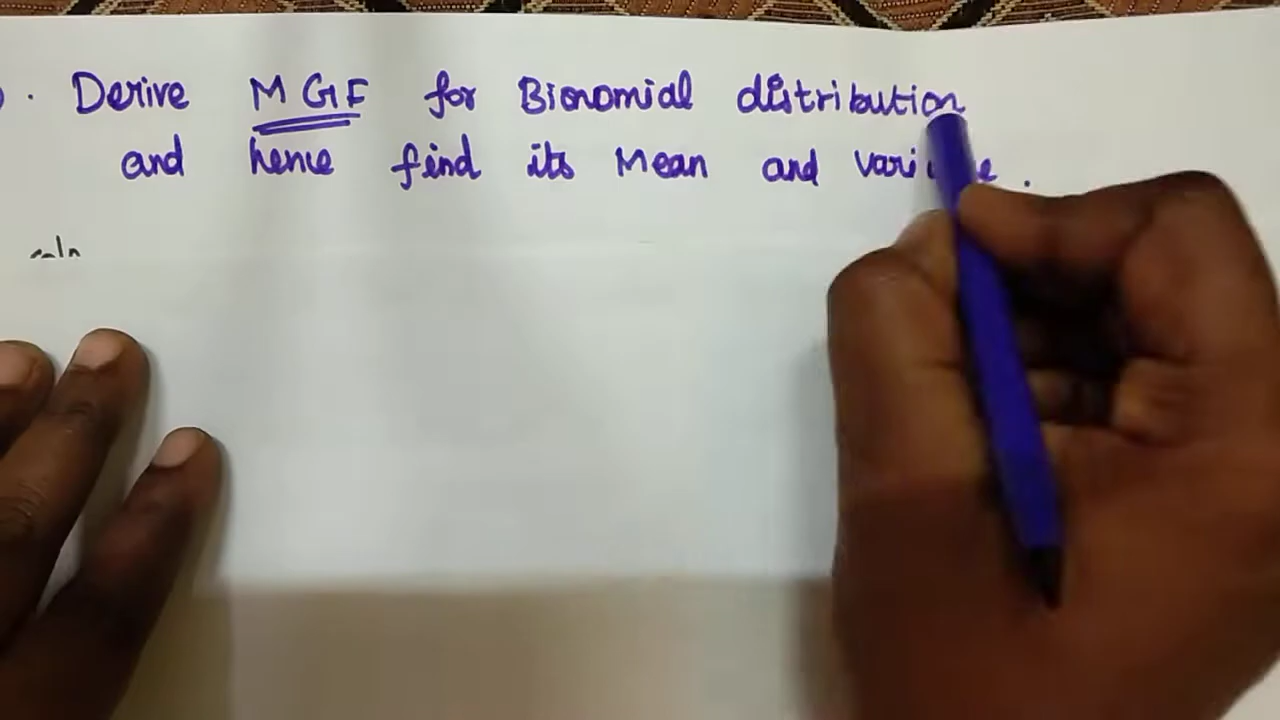 . Derive MGF for Binomial distribution
and hence find its Mean and .